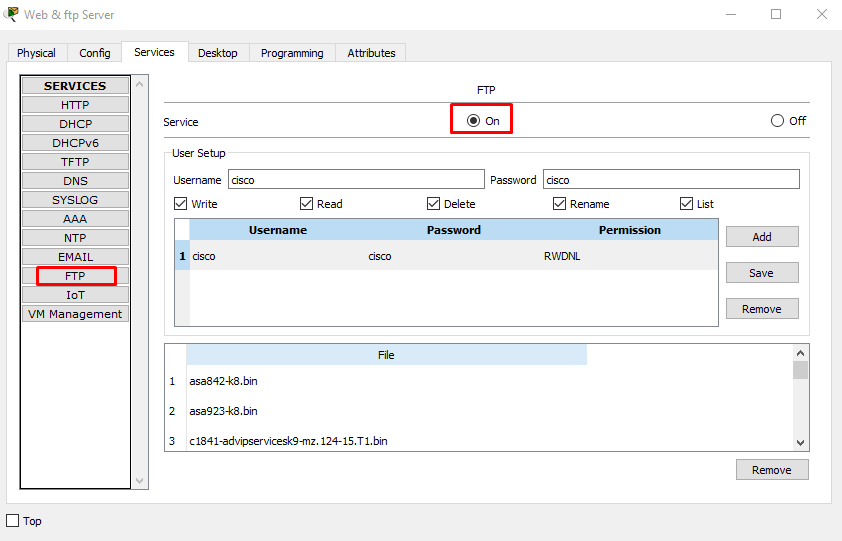 Web & ftp Server
Physical Config Services Desktop Programming Attributes
SERVICES
HTTP
DHCP
DHCPv6
TFTP
DNS
SYSLOG
AAA
NTP
EMAIL
FTP
IoT
VM Management
FTP
Service On Off
User Setup
Username cisco Password cisco
Write Read Delete Rename List
Username Password Permission
1 cisco cisco RWDNL
Add
Save
Remove
File
1 asa842-k8.bin
2 asa923-k8.bin
3 c1841-advipservicesk9-mz.124-15.T1.bin
Remove
Top